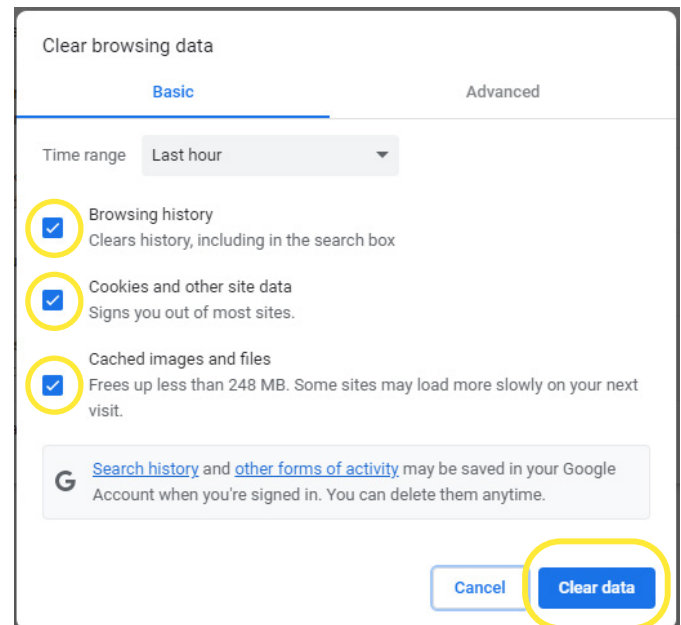 Clear browsing data
Basic Advanced
Time range Last hour
Browsing history
Clears history, including in the search box
Cookies and other site data
Signs you out of most sites.
Cached images and files
Frees up less than 248 MB. Some sites may load more slowly on your next
visit.
G Search history and other forms of activity may be saved in your Google
Account when you're signed in. You can delete them anytime.
Cancel Clear data